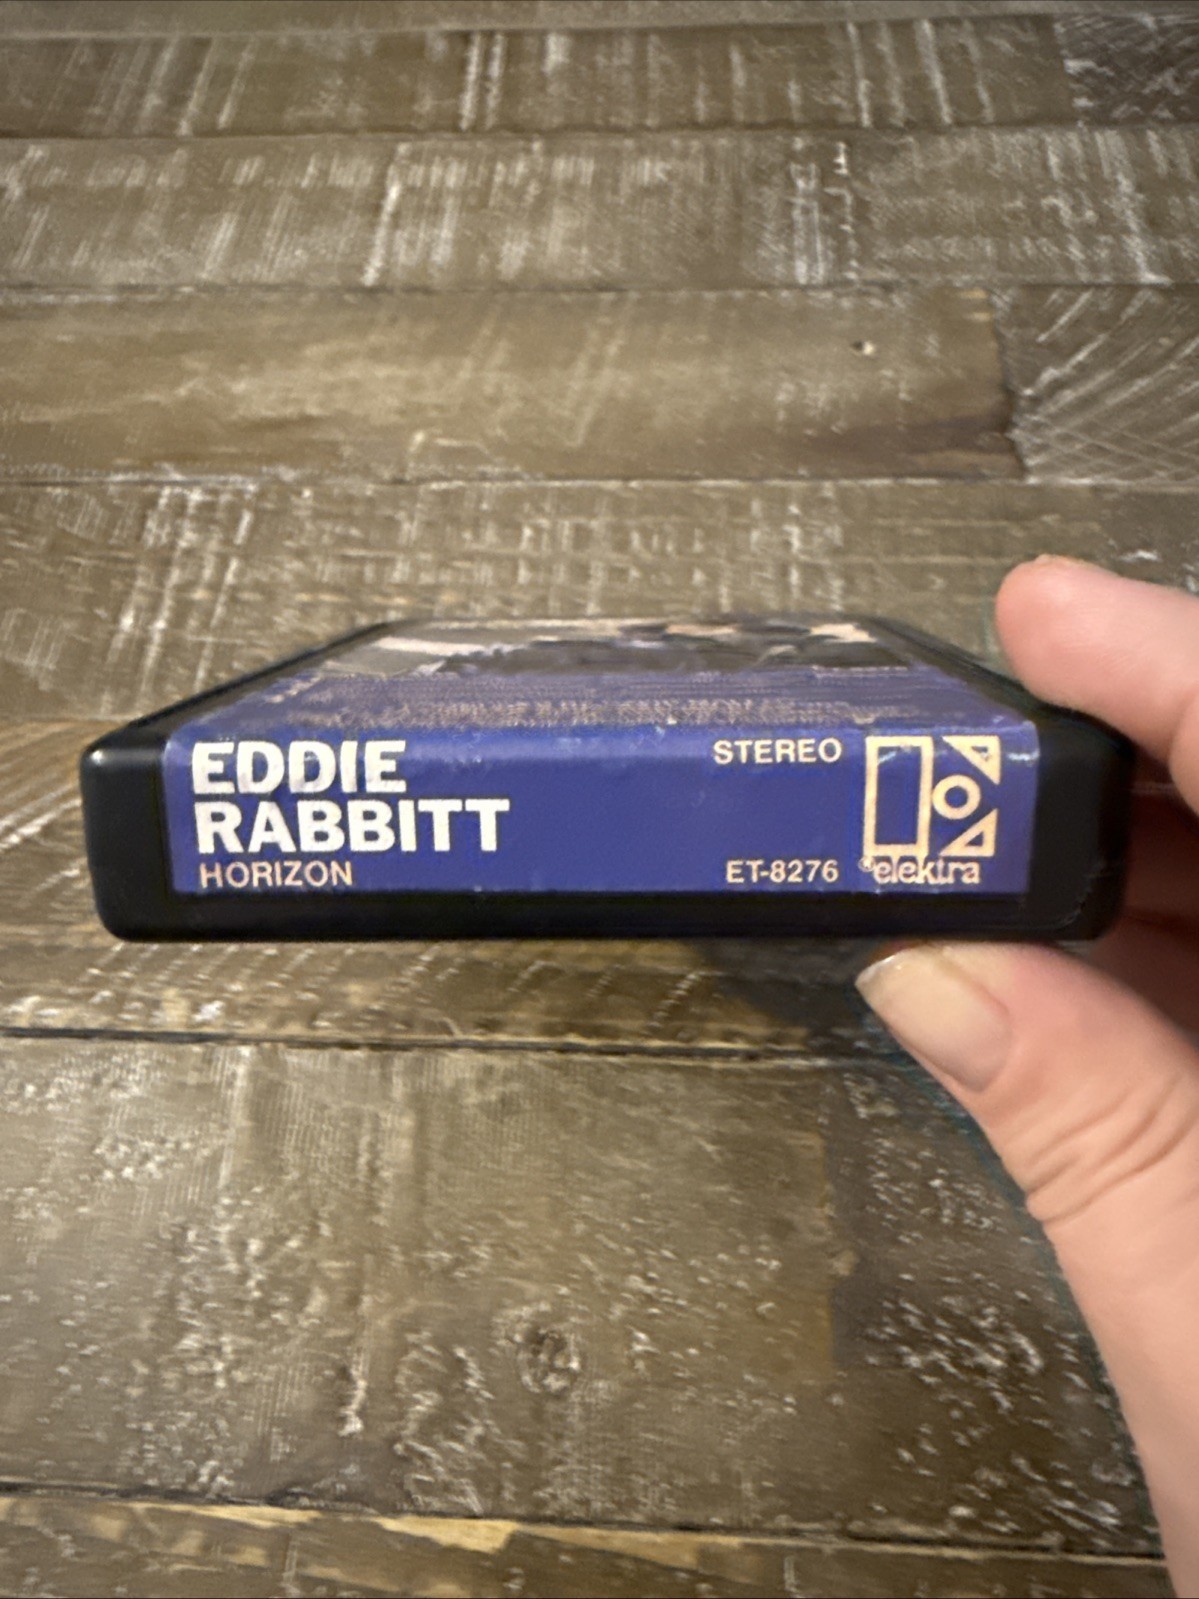 EDDIE
RABBITT
HORIZON
STEREO
ET-8276
®elektra